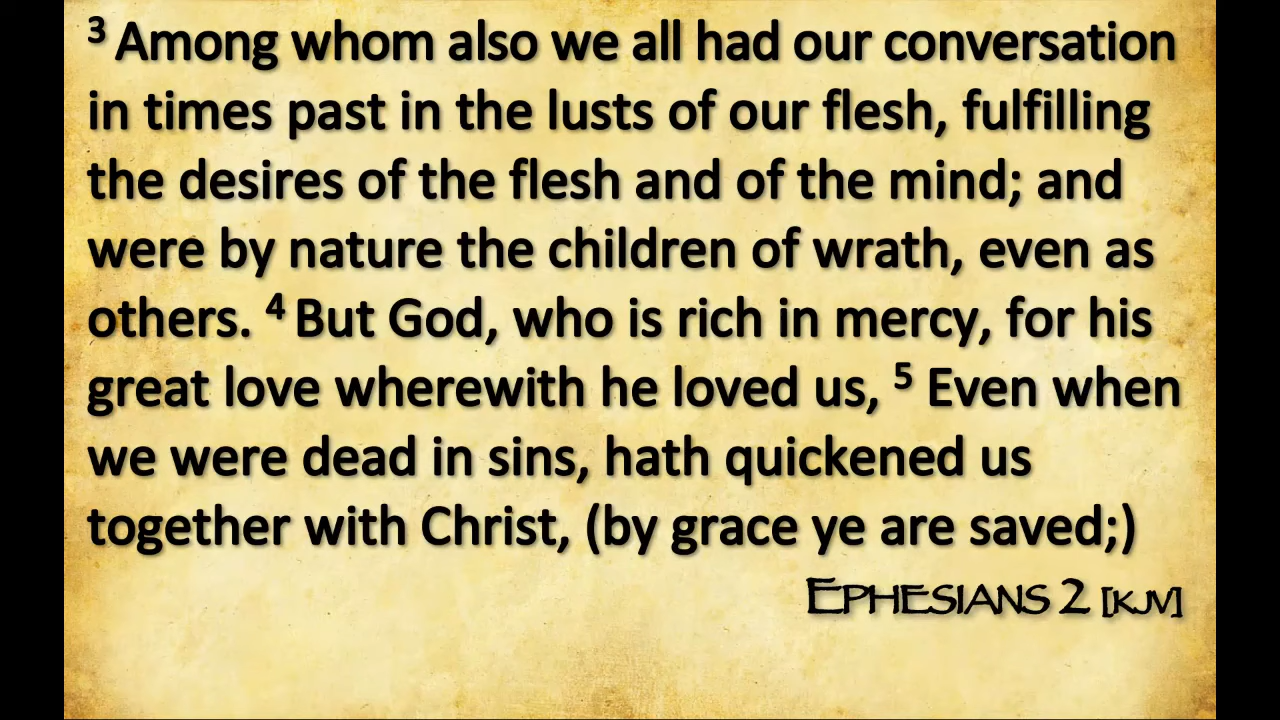 ³ Among whom also we all had our conversation
in times past in the lusts of our flesh, fulfilling
the desires of the flesh and of the mind; and
were by nature the children of wrath, even as
others. ⁴ But God, who is rich in mercy, for his
great love wherewith he loved us, ⁵ Even when
we were dead in sins, hath quickened us
together with Christ, (by grace ye are saved;)
EPHESIANS 2 [KJV]